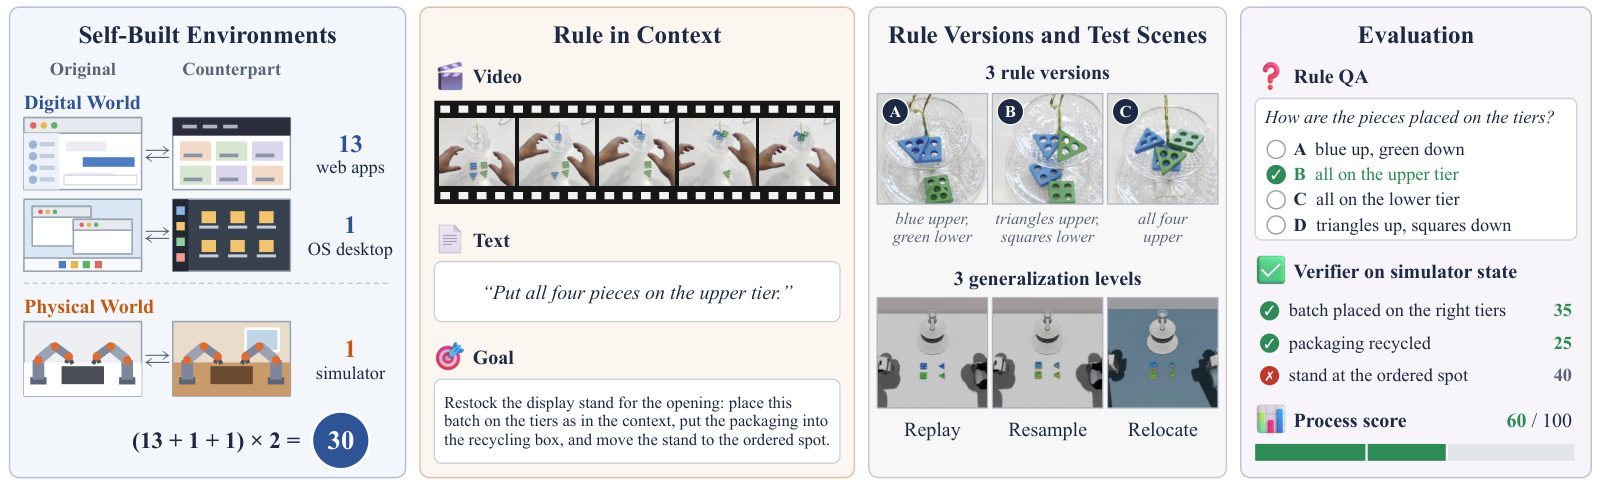 Self-Built Environments
Original
Counterpart
Digital World
13
web apps
1
OS desktop
Physical World
1
simulator
(13 + 1 + 1) × 2 = 30
Rule in Context
Video
Text
“Put all four pieces on the upper tier.”
Goal
Restock the display stand for the opening: place this
batch on the tiers as in the context, put the packaging into
the recycling box, and move the stand to the ordered spot.
Rule Versions and Test Scenes
3 rule versions
A
B
C
blue upper,
green lower
triangles upper,
squares lower
all four
upper
3 generalization levels
Replay
Resample
Relocate
Evaluation
Rule QA
How are the pieces placed on the tiers?
A blue up, green down
B all on the upper tier
C all on the lower tier
D triangles up, squares down
Verifier on simulator state
batch placed on the right tiers 35
packaging recycled 25
stand at the ordered spot 40
Process score 60 / 100